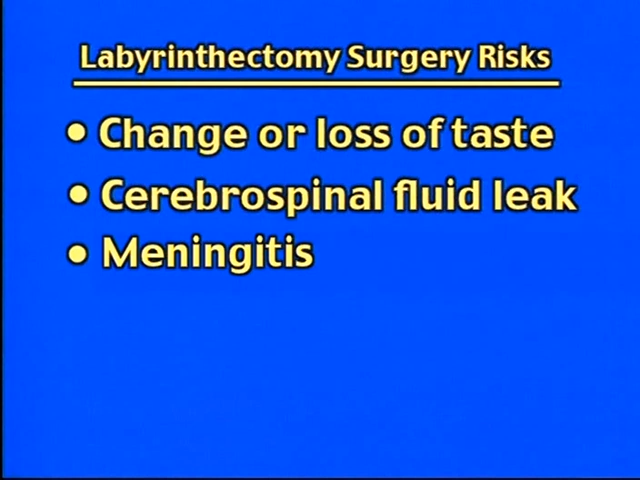 Labyrinthectomy Surgery Risks
• Change or loss of taste
• Cerebrospinal fluid leak
• Meningitis